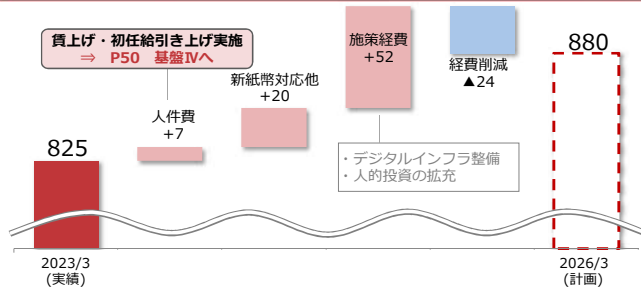 賃上げ・初任給引き上げ実施
⇒ P50 基盤Ⅳへ
825
人件費
+7
新紙幣対応他
+20
施策経費
+52
・デジタルインフラ整備
・人的投資の拡充
経費削減
▲24
880
2023/3
(実績)
2026/3
(計画)